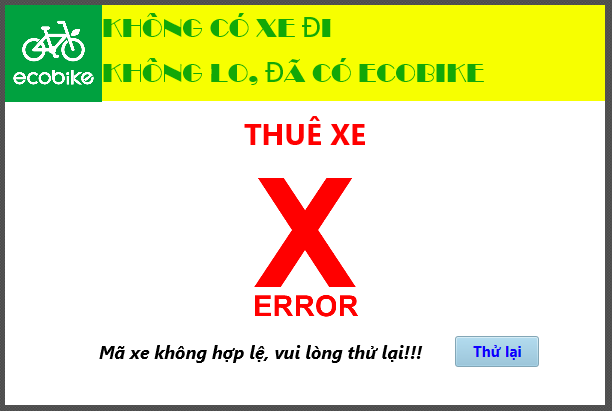 ecobike
KHÔNG CÓ XE ĐI
KHÔNG LO, ĐÃ CÓ ECOBIKE
THUÊ XE
X
ERROR
Mã xe không hợp lệ, vui lòng thử lại!!!
Thử lại